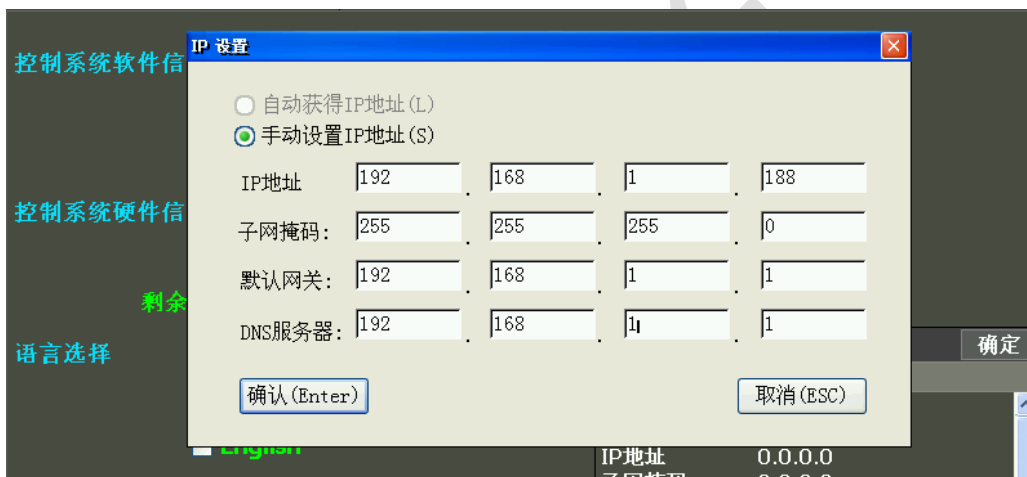 控制系统软件信
IP 设置
自动获得IP地址(L)
手动设置IP地址(S)
IP地址 192 . 168 . 1 . 188
控制系统硬件信
子网掩码: 255 . 255 . 255 . 0
默认网关: 192 . 168 . 1 . 1
剩余
DNS服务器: 192 . 168 . 1 . 1
语言选择
确定
确认(Enter)
取消(ESC)
English
IP地址 0.0.0.0